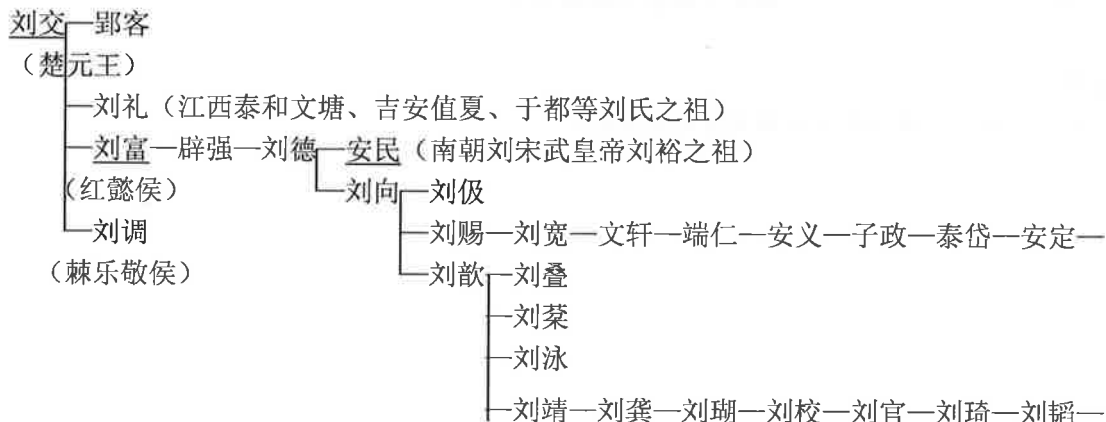 刘交—郢客
（楚元王）
刘礼（江西泰和文塘、吉安值夏、于都等刘氏之祖）
刘富—辟强—刘德—安民（南朝刘宋武皇帝刘裕之祖）
（红懿侯） 刘向—刘伋
刘调 刘赐—刘宽—文轩—端仁—安义—子政—泰岱—安定—
（棘乐敬侯） 刘歆—刘叠
刘棻
刘泳
刘靖—刘龚—刘瑚—刘校—刘官—刘琦—刘韬—